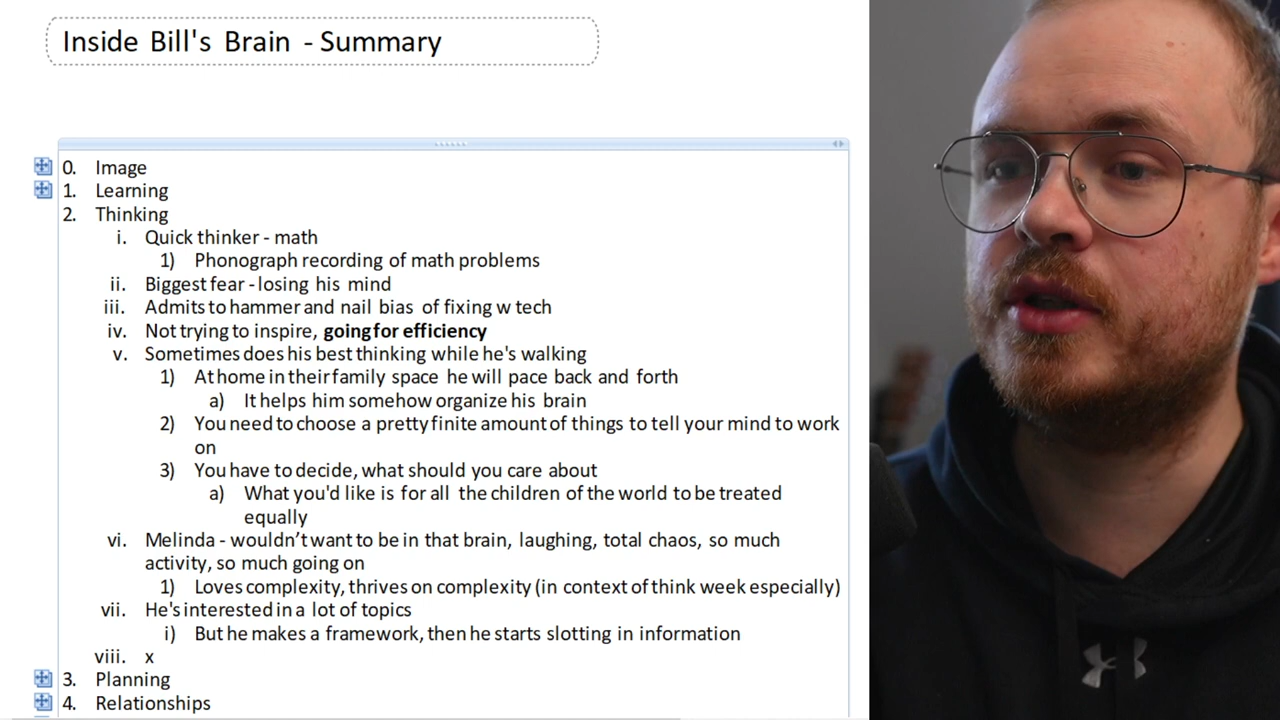 Inside Bill's Brain - Summary
0. Image
1. Learning
2. Thinking
i. Quick thinker - math
1) Phonograph recording of math problems
ii. Biggest fear - losing his mind
iii. Admits to hammer and nail bias of fixing w tech
iv. Not trying to inspire, going for efficiency
v. Sometimes does his best thinking while he's walking
1) At home in their family space he will pace back and forth
a) It helps him somehow organize his brain
2) You need to choose a pretty finite amount of things to tell your mind to work
on
3) You have to decide, what should you care about
a) What you'd like is for all the children of the world to be treated
equally
vi. Melinda - wouldn't want to be in that brain, laughing, total chaos, so much
activity, so much going on
1) Loves complexity, thrives on complexity (in context of think week especially)
vii. He's interested in a lot of topics
i) But he makes a framework, then he starts slotting in information
viii. x
3. Planning
4. Relationships